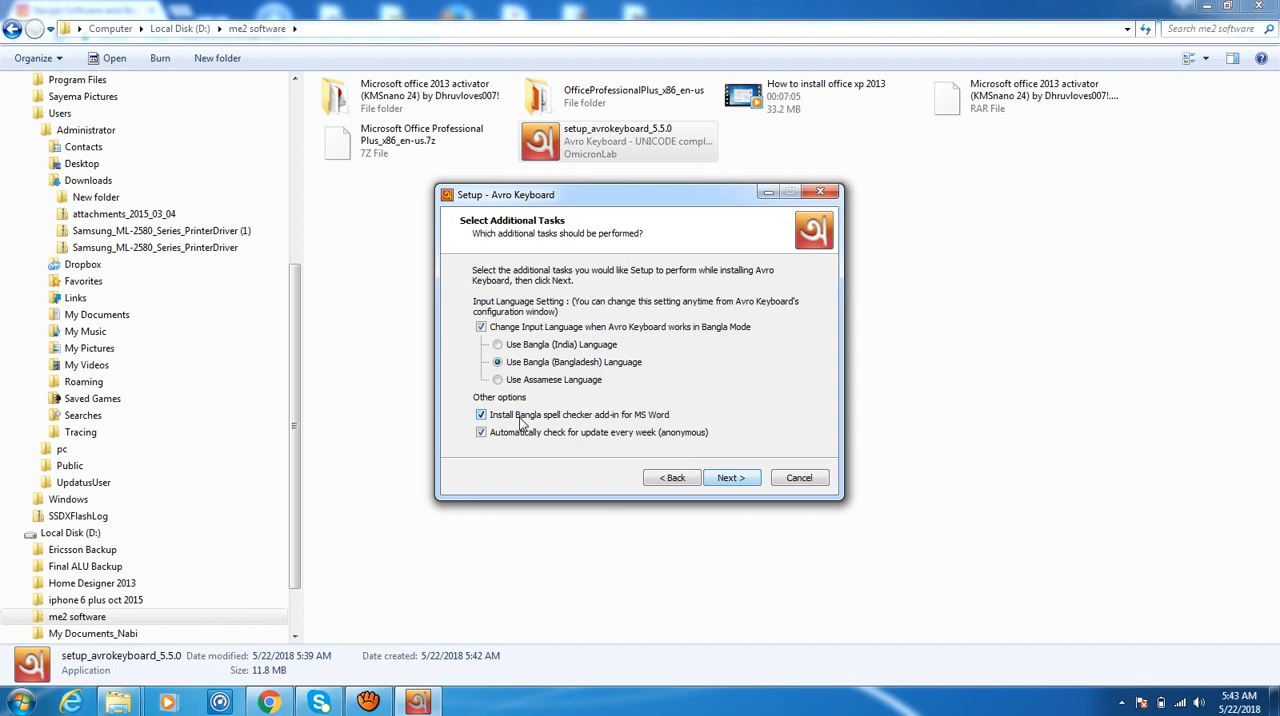 Computer ▸ Local Disk (D:) ▸ me2 software ▸
Search me2 software
Organize
Open
Burn
New folder
Program Files
Sayema Pictures
Users
Administrator
Contacts
Desktop
Downloads
New folder
attachments_2015_03_04
Samsung_ML-2580_Series_PrinterDriver (1)
Samsung_ML-2580_Series_PrinterDriver
Dropbox
Favorites
Links
My Documents
My Music
My Pictures
My Videos
Roaming
Saved Games
Searches
Tracing
pc
Public
UpdatusUser
Windows
SSDXFlashLog
Local Disk (D:)
Ericsson Backup
Final ALU Backup
Home Designer 2013
iphone 6 plus oct 2015
me2 software
My Documents_Nabi
Microsoft office 2013 activator
(KMSnano 24) by Dhruvloves007!
File folder
OfficeProfessionalPlus_x86_en-us
File folder
How to install office xp 2013
00:07:05
33.2 MB
Microsoft office 2013 activator
(KMSnano 24) by Dhruvloves007!....
RAR File
Microsoft Office Professional
Plus_x86_en-us.7z
7Z File
setup_avrokeyboard_5.5.0
Avro Keyboard - UNICODE compl...
OmicronLab
Setup - Avro Keyboard
Select Additional Tasks
Which additional tasks should be performed?
অ
Select the additional tasks you would like Setup to perform while installing Avro
Keyboard, then click Next.
Input Language Setting : (You can change this setting anytime from Avro Keyboard's
configuration window)
Change Input Language when Avro Keyboard works in Bangla Mode
Use Bangla (India) Language
Use Bangla (Bangladesh) Language
Use Assamese Language
Other options
Install Bangla spell checker add-in for MS Word
Automatically check for update every week (anonymous)
< Back
Next >
Cancel
setup_avrokeyboard_5.5.0
Date modified: 5/22/2018 5:39 AM
Date created: 5/22/2018 5:42 AM
Application
Size: 11.8 MB
5:43 AM
5/22/2018